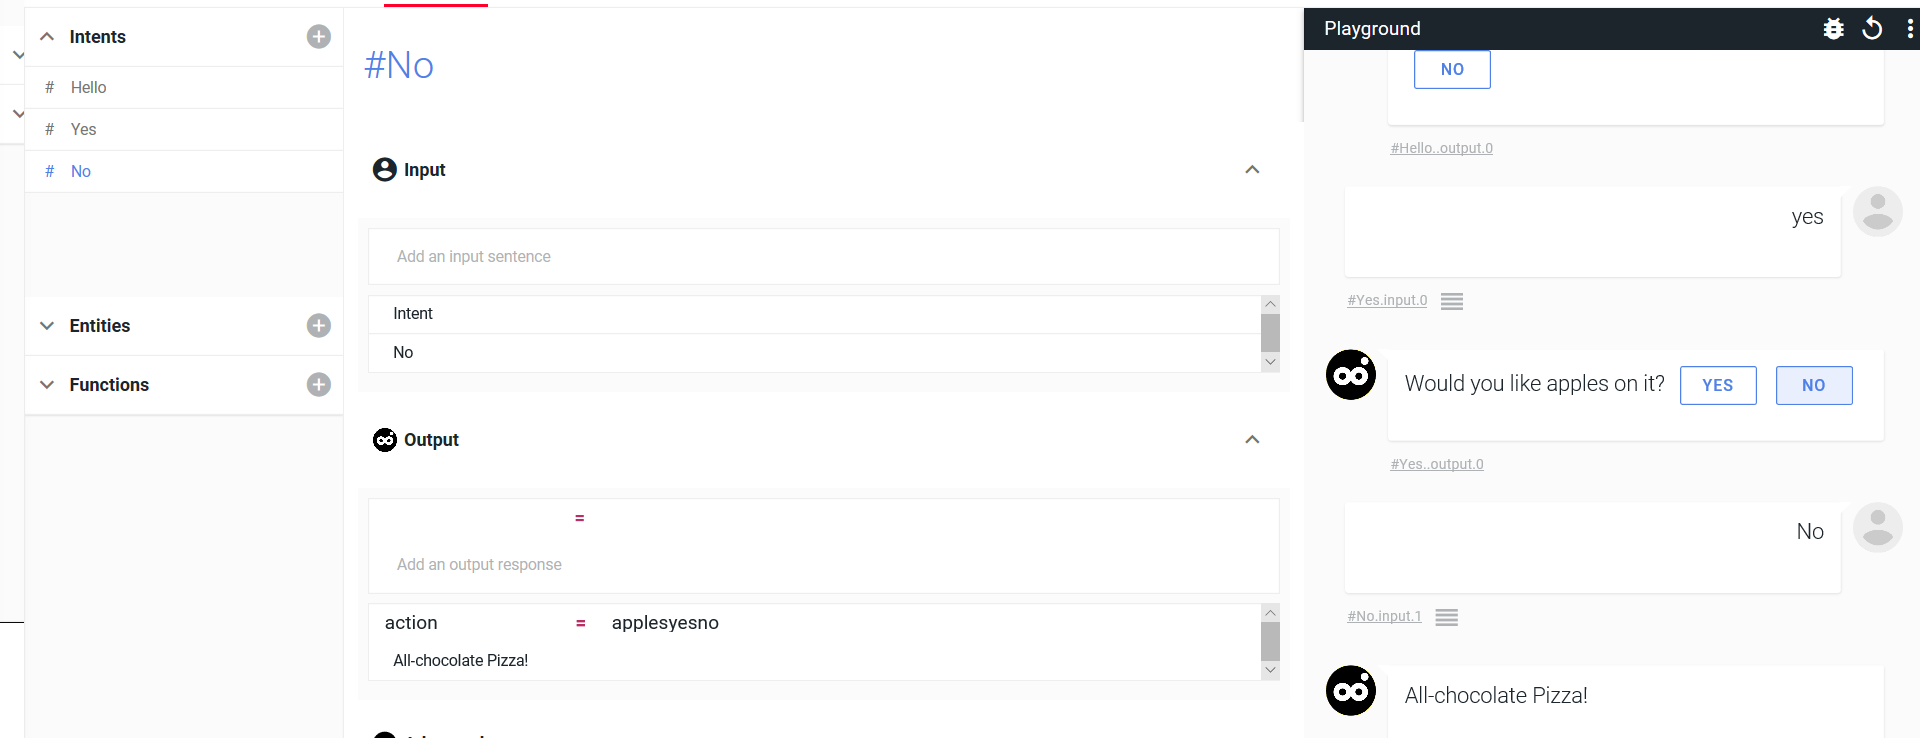 Intents
# Hello
# Yes
# No
Entities
Functions
#No
Input
Add an input sentence
Intent
No
Output
=
Add an output response
action = applesyesno
All-chocolate Pizza!
Playground
NO
#Hello..output.0
yes
#Yes.input.0
Would you like apples on it? YES NO
#Yes..output.0
No
#No.input.1
All-chocolate Pizza!